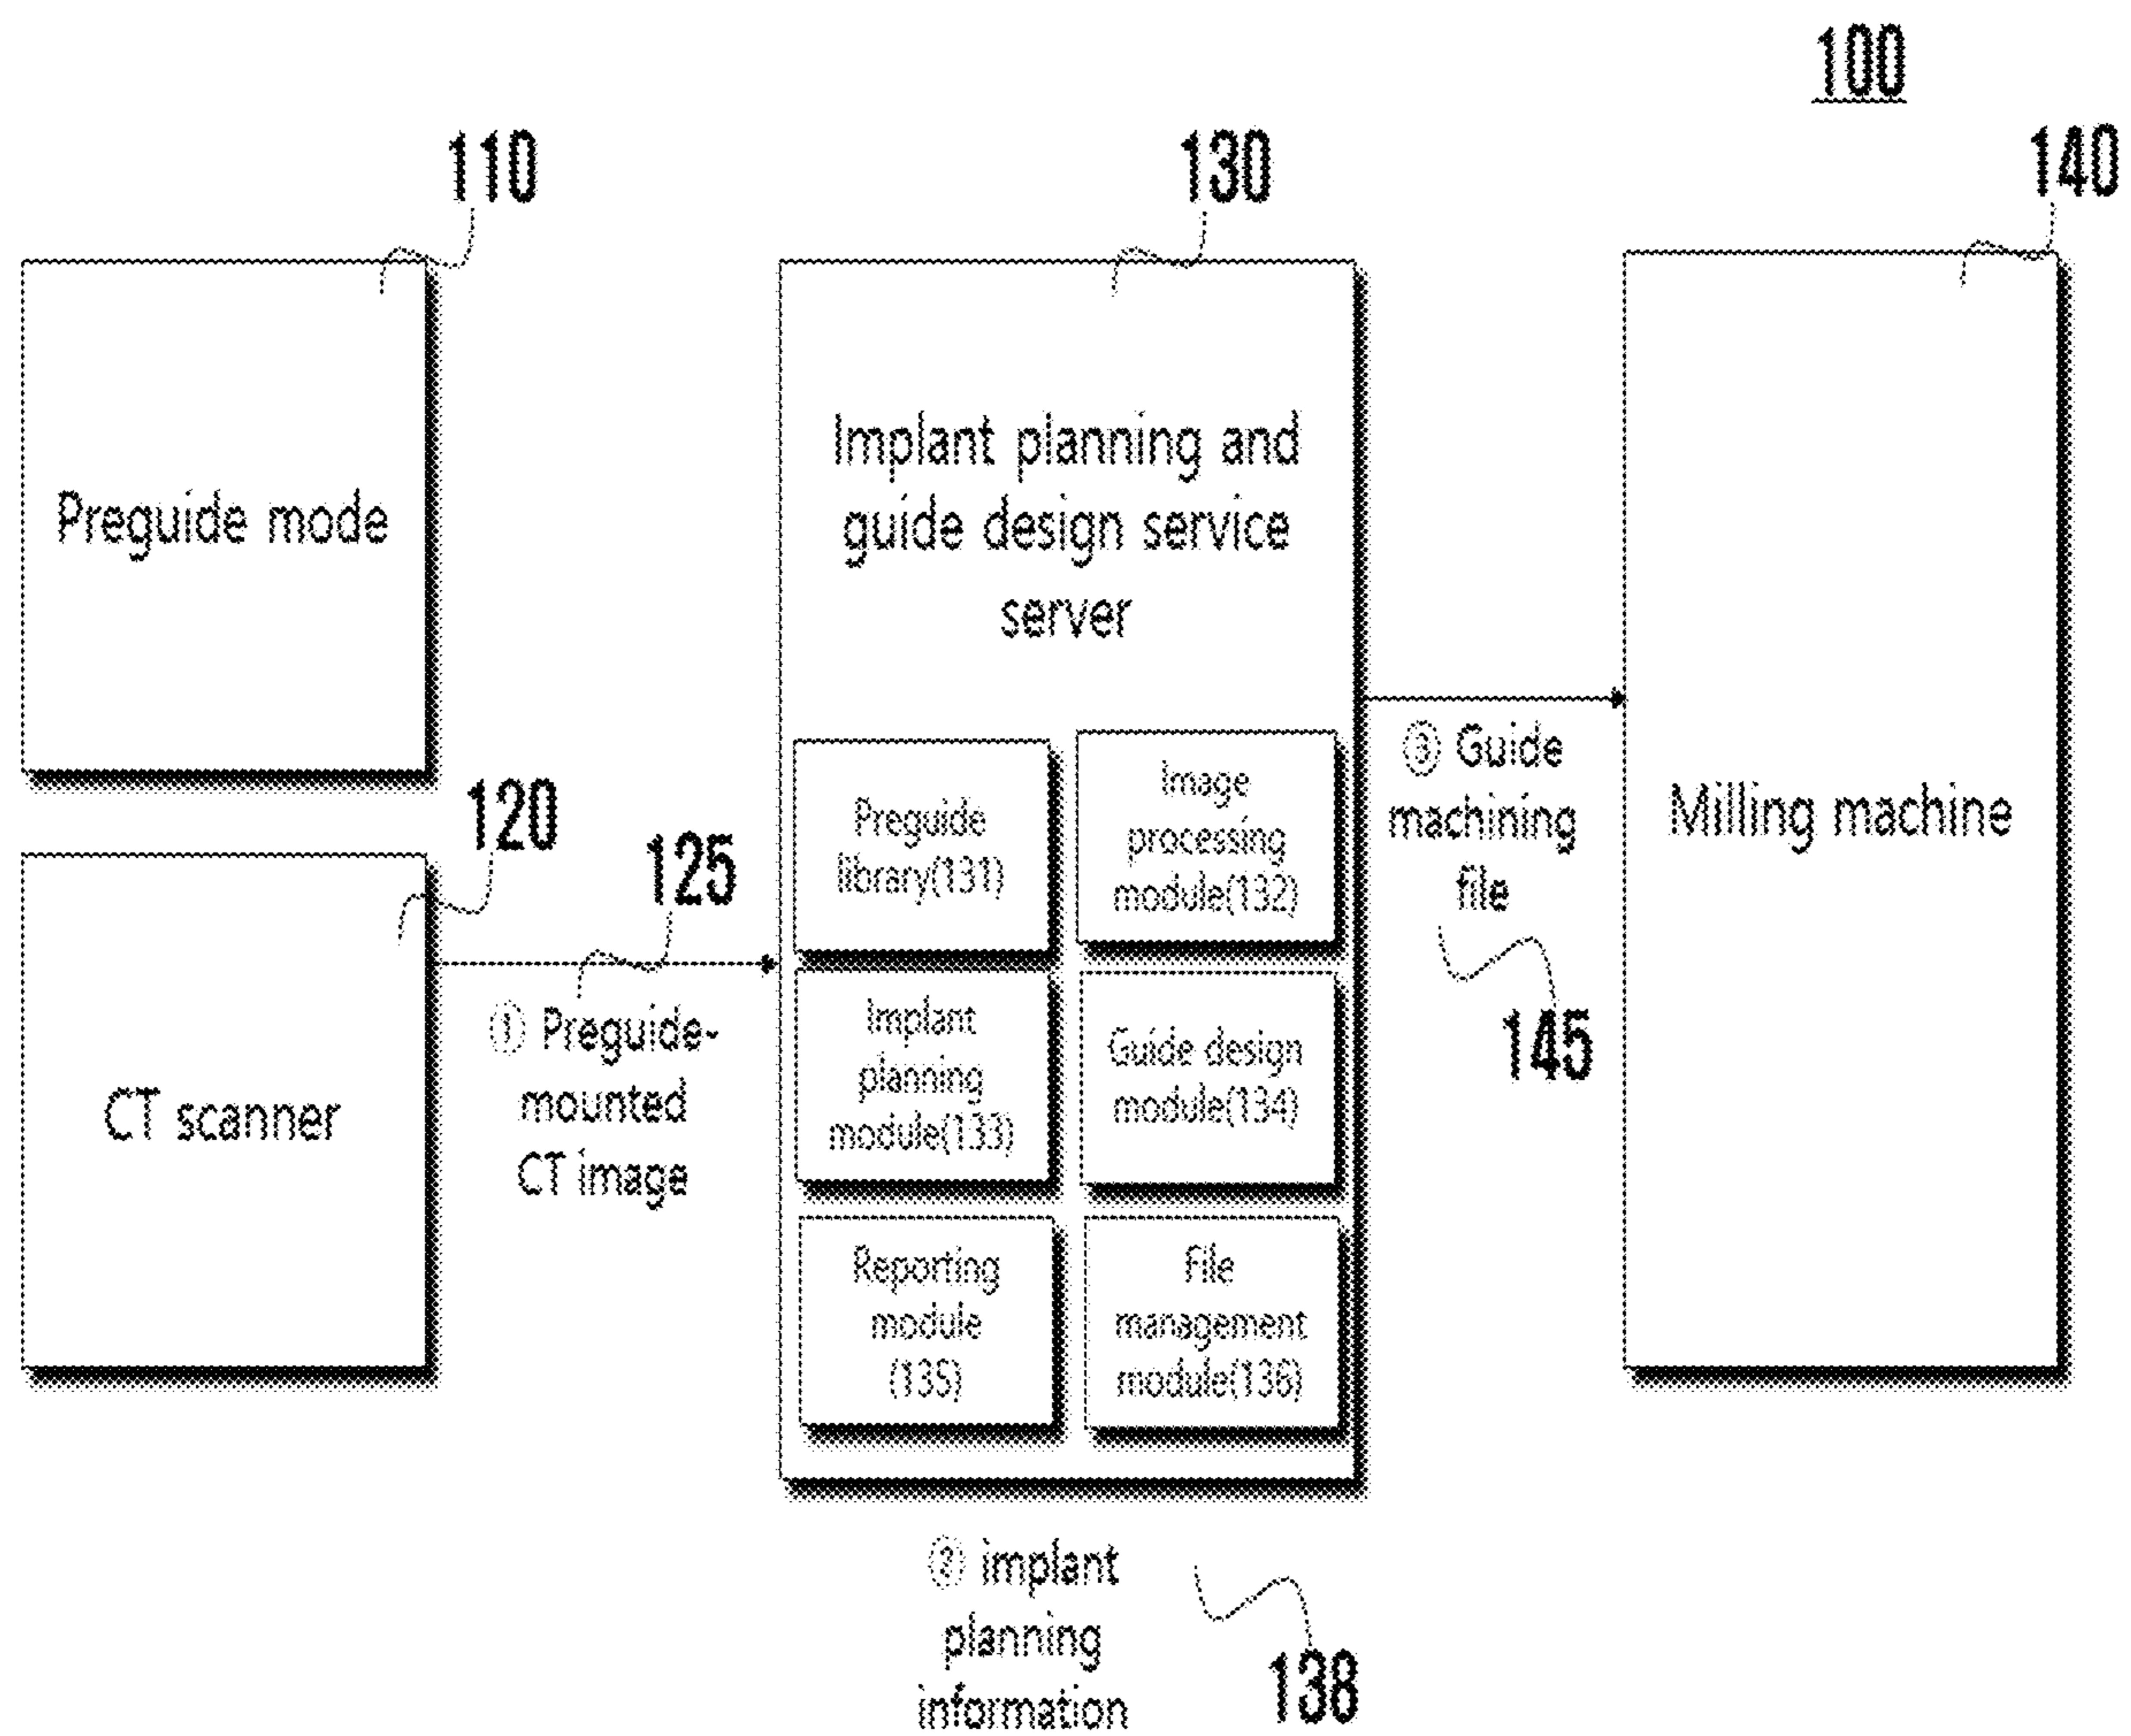 100
110
130
140
Preguide mode
Implant planning and
guide design service
server
120
125
CT scanner
① Preguide-
mounted
CT image
Preguide
library(131)
Image
processing
module(132)
Implant
planning
module(133)
Guide design
module(134)
Reporting
module
(135)
File
management
module(136)
③ Guide
machining
file
145
Milling machine
② implant
planning
information
138